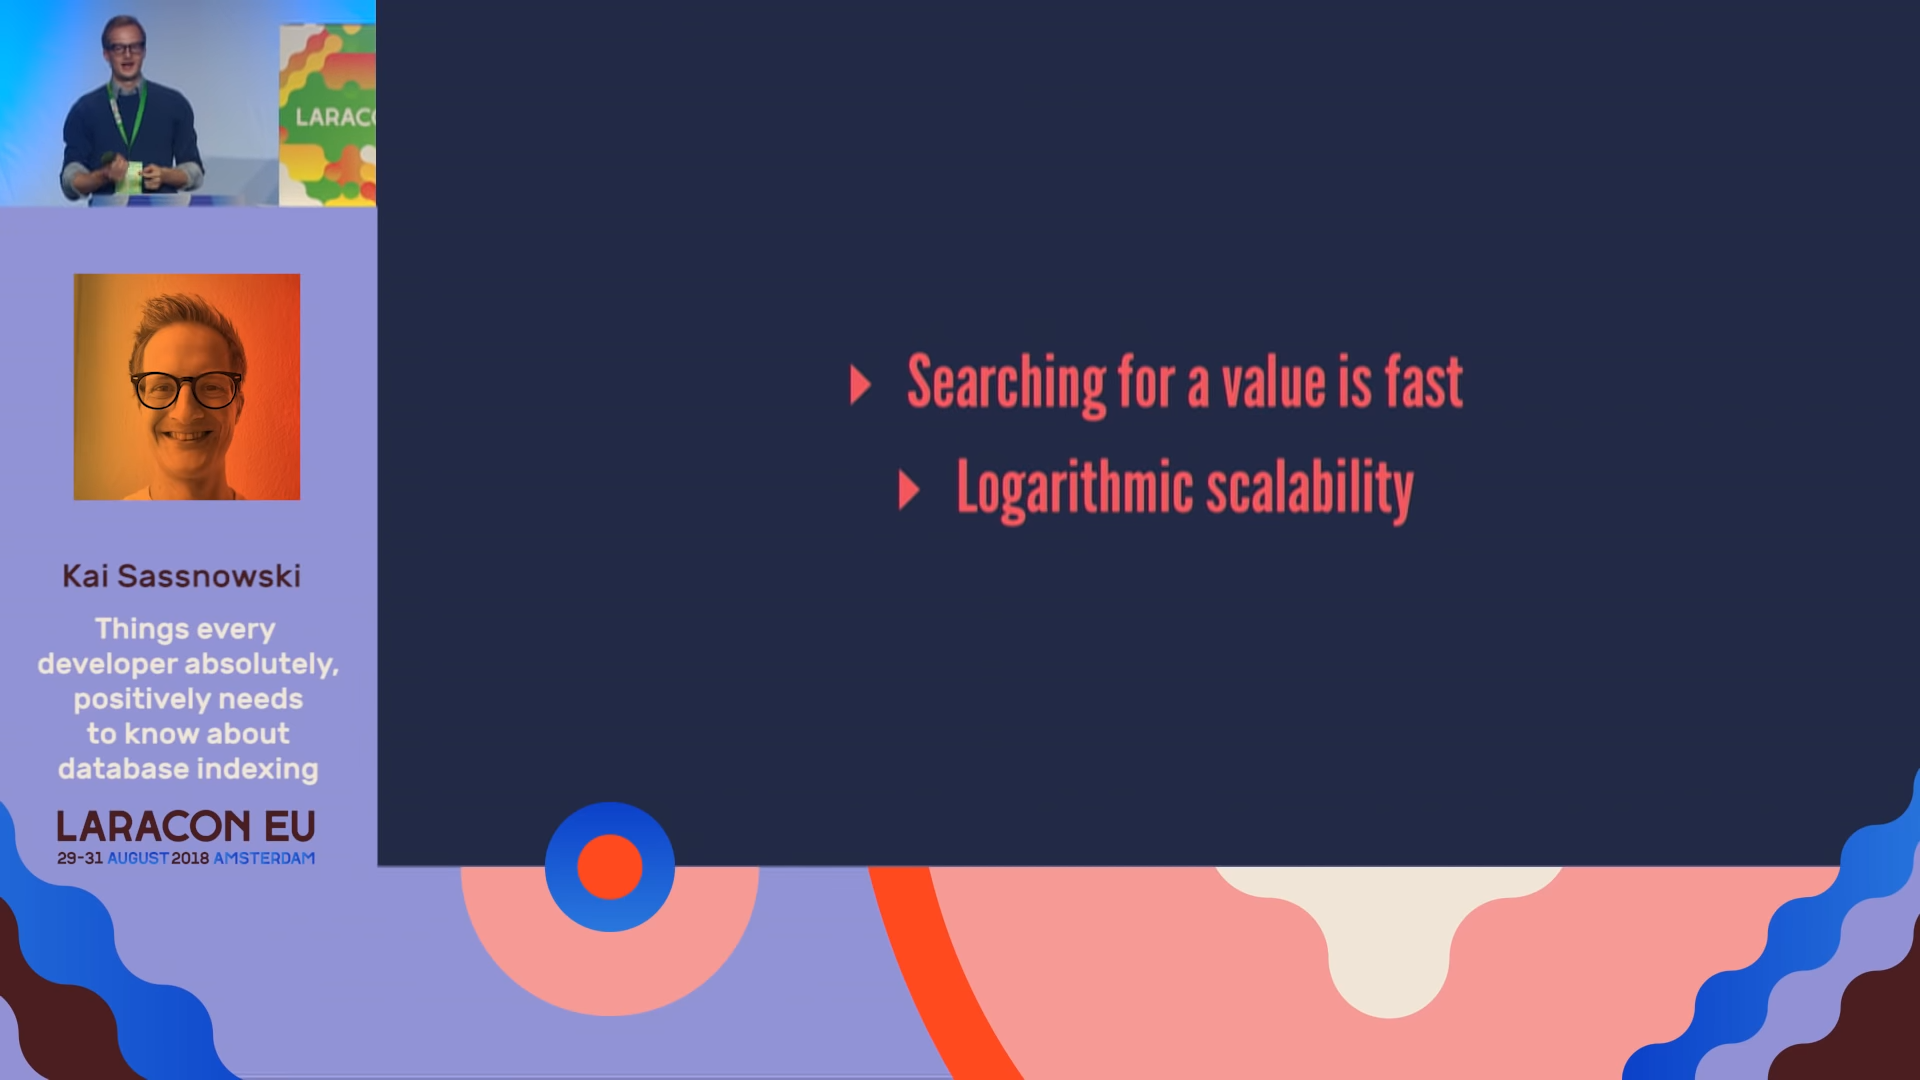 LARACO
Kai Sassnowski
Things every
developer absolutely,
positively needs
to know about
database indexing
LARACON EU
29-31 AUGUST 2018 AMSTERDAM
Searching for a value is fast
Logarithmic scalability